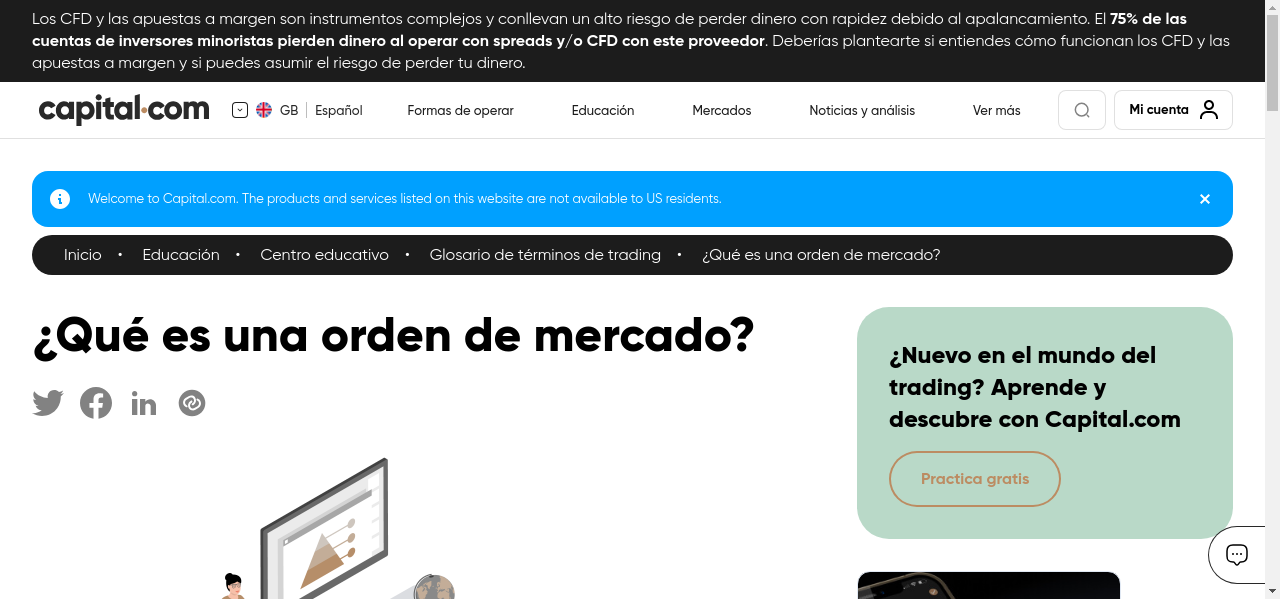 Los CFD y las apuestas a margen son instrumentos complejos y conllevan un alto riesgo de perder dinero con rapidez debido al apalancamiento. El 75% de las
cuentas de inversores minoristas pierden dinero al operar con spreads y/o CFD con este proveedor. Deberías plantearte si entiendes cómo funcionan los CFD y las
apuestas a margen y si puedes asumir el riesgo de perder tu dinero.
capital.com GB Español Formas de operar Educación Mercados Noticias y análisis Ver más Mi cuenta
Welcome to Capital.com. The products and services listed on this website are not available to US residents.
Inicio • Educación • Centro educativo • Glosario de términos de trading • ¿Qué es una orden de mercado?
¿Qué es una orden de mercado?
¿Nuevo en el mundo del
trading? Aprende y
descubre con Capital.com
Practica gratis